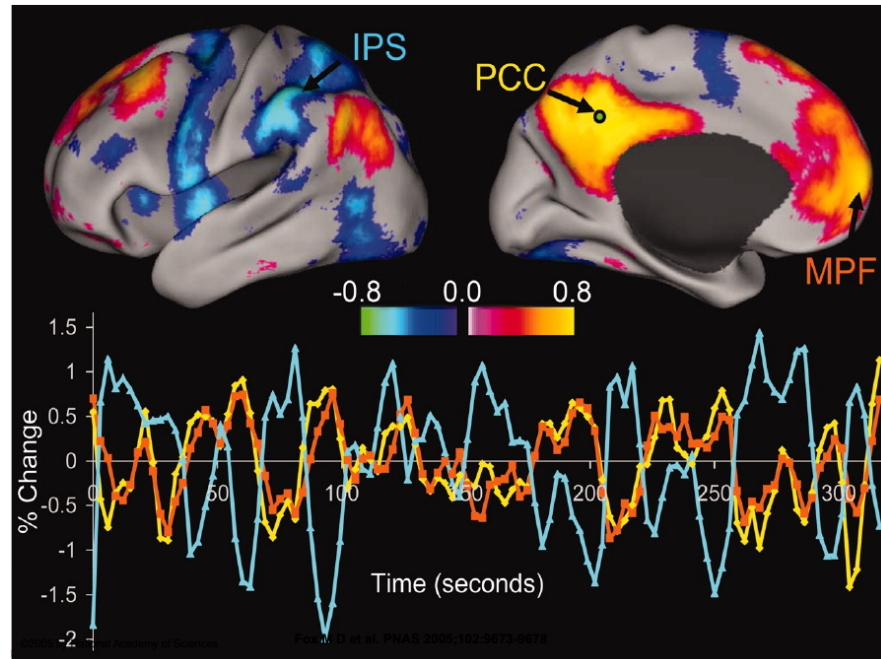 IPS
PCC
MPF
-0.8 0.0 0.8
1.5
1
0.5
0
-0.5
-1
-1.5
-2
% Change
0 50 100 150 200 250 300
Time (seconds)
©2005 by National Academy of Sciences
Fox M D et al. PNAS 2005;102:9673-9678